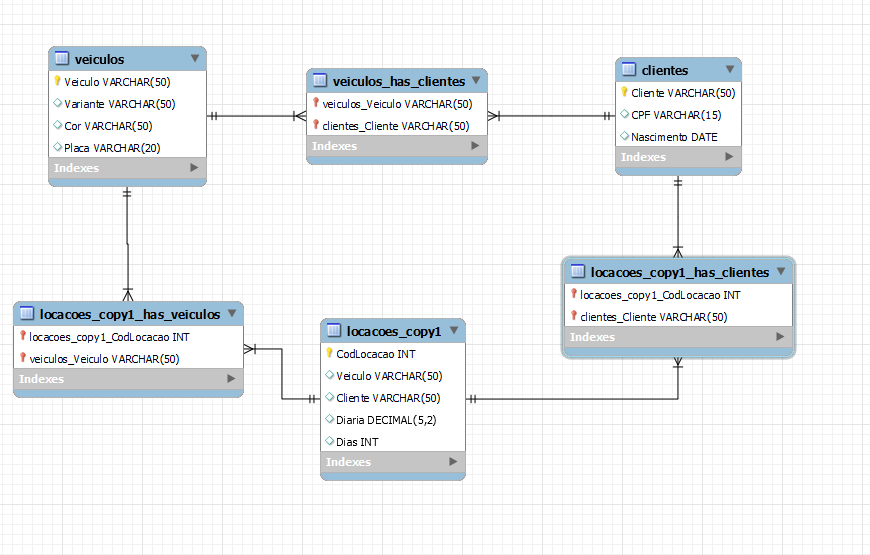 veiculos
Veiculo VARCHAR(50)
Variante VARCHAR(50)
Cor VARCHAR(50)
Placa VARCHAR(20)
Indexes
veiculos_has_clientes
veiculos_Veiculo VARCHAR(50)
clientes_Cliente VARCHAR(50)
Indexes
clientes
Cliente VARCHAR(50)
CPF VARCHAR(15)
Nascimento DATE
Indexes
locacoes_copy1_has_veiculos
locacoes_copy1_CodLocacao INT
veiculos_Veiculo VARCHAR(50)
Indexes
locacoes_copy1
CodLocacao INT
Veiculo VARCHAR(50)
Cliente VARCHAR(50)
Diaria DECIMAL(5,2)
Dias INT
Indexes
locacoes_copy1_has_clientes
locacoes_copy1_CodLocacao INT
clientes_Cliente VARCHAR(50)
Indexes